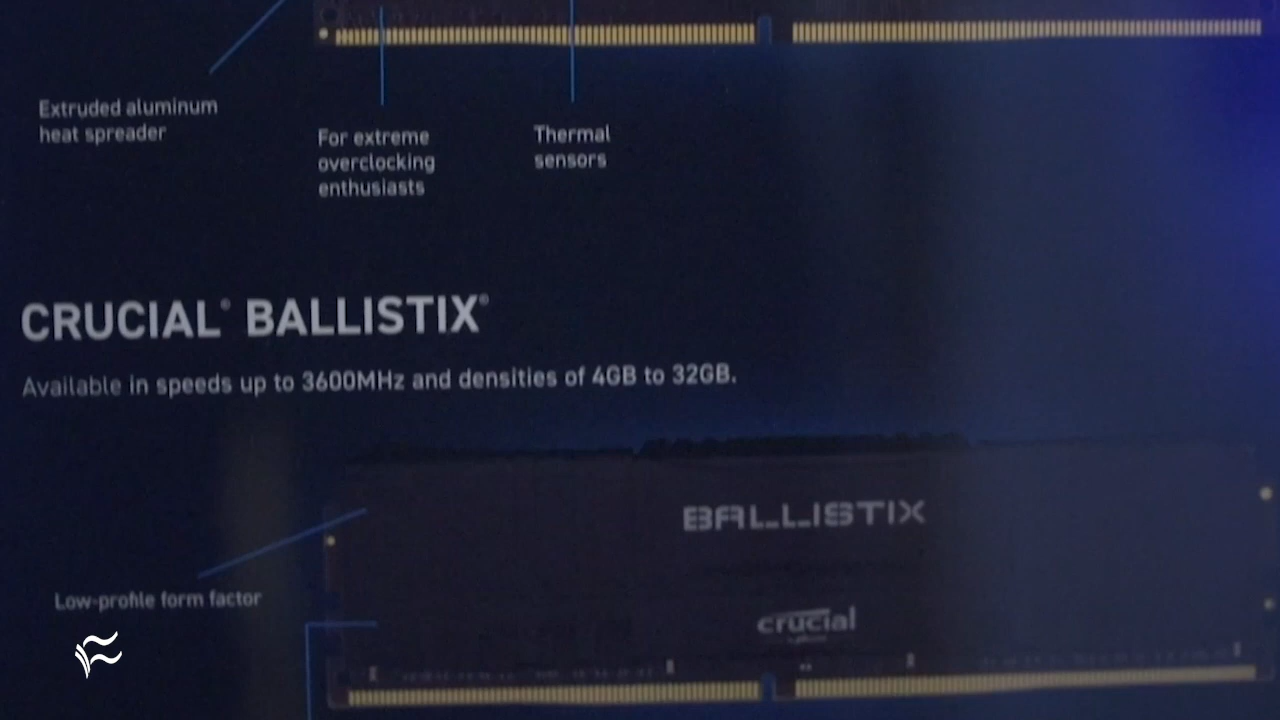 Extruded aluminum
heat spreader
For extreme
overclocking
enthusiasts
Thermal
sensors
CRUCIAL® BALLISTIX®
Available in speeds up to 3600MHz and densities of 4GB to 32GB.
BALLISTIX
crucial
Low-profile form factor